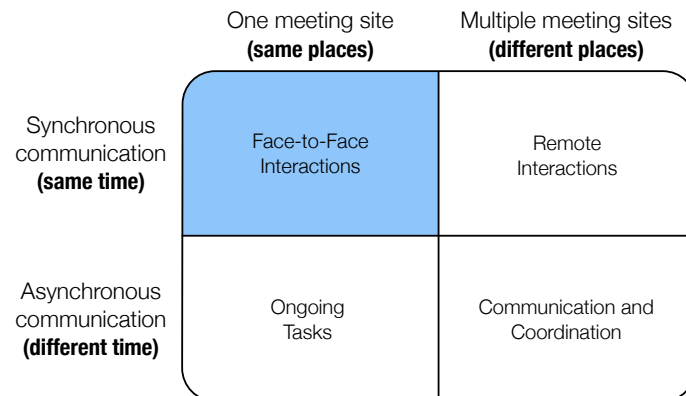 One meeting site
(same places)
Multiple meeting sites
(different places)
Synchronous
communication
(same time)
Face-to-Face
Interactions
Remote
Interactions
Asynchronous
communication
(different time)
Ongoing
Tasks
Communication and
Coordination